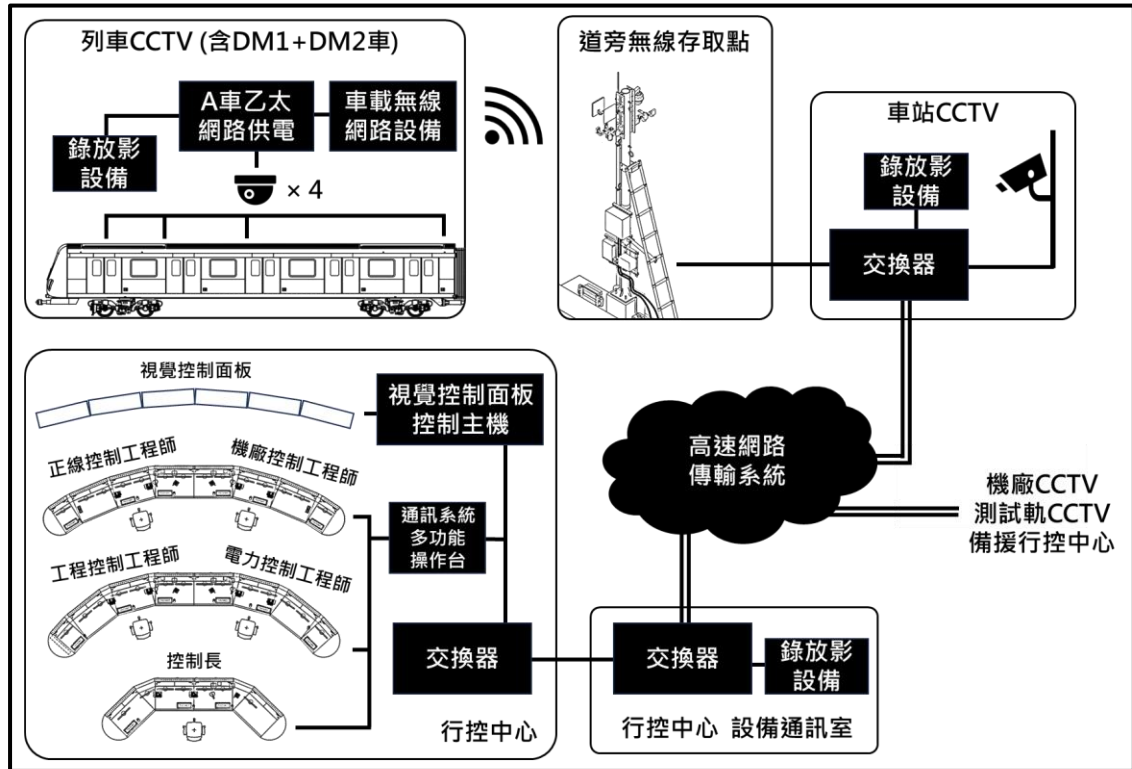 列車CCTV (含DM1+DM2車)
A車乙太
網路供電
車載無線
網路設備
錄放影
設備
× 4
道旁無線存取點
車站CCTV
錄放影
設備
交換器
視覺控制面板
視覺控制面板
控制主機
正線控制工程師
機廠控制工程師
通訊系統
多功能
操作台
工程控制工程師
電力控制工程師
控制長
交換器
行控中心
高速網路
傳輸系統
機廠CCTV
測試軌CCTV
備援行控中心
交換器
錄放影
設備
行控中心 設備通訊室